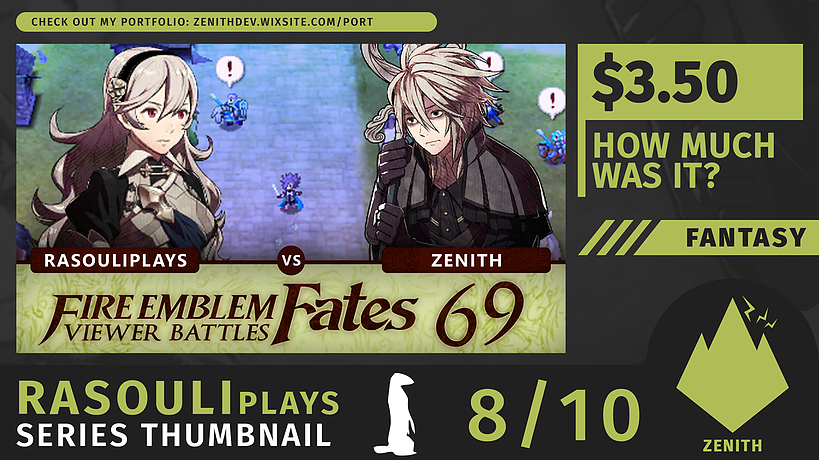 CHECK OUT MY PORTFOLIO: ZENITHDEV.WIXSITE.COM/PORT
!
!
!
RASOULIPLAYS VS ZENITH
FIRE EMBLEM Fates 69
VIEWER BATTLES
$3.50
HOW MUCH
WAS IT?
FANTASY
RASOULIPLAYS
SERIES THUMBNAIL
8/10
ZENITH